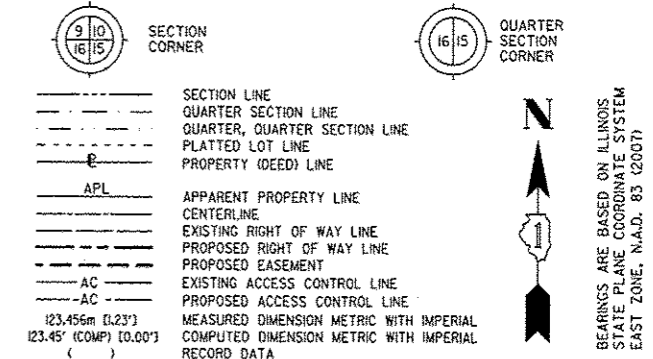 9 10
16 15
SECTION
CORNER
16 15
QUARTER
SECTION
CORNER
SECTION LINE
QUARTER SECTION LINE
QUARTER, QUARTER SECTION LINE
PLATTED LOT LINE
PROPERTY (DEED) LINE
APL APPARENT PROPERTY LINE
CENTERLINE
EXISTING RIGHT OF WAY LINE
PROPOSED RIGHT OF WAY LINE
PROPOSED EASEMENT
AC EXISTING ACCESS CONTROL LINE
AC PROPOSED ACCESS CONTROL LINE
123.456m [1.23'] MEASURED DIMENSION METRIC WITH IMPERIAL
123.45' (COMP) [0.00'] COMPUTED DIMENSION METRIC WITH IMPERIAL
( ) RECORD DATA
N
1
BEARINGS ARE BASED ON ILLINOIS
STATE PLANE COORDINATE SYSTEM
EAST ZONE, N.A.D. 83 (2007)